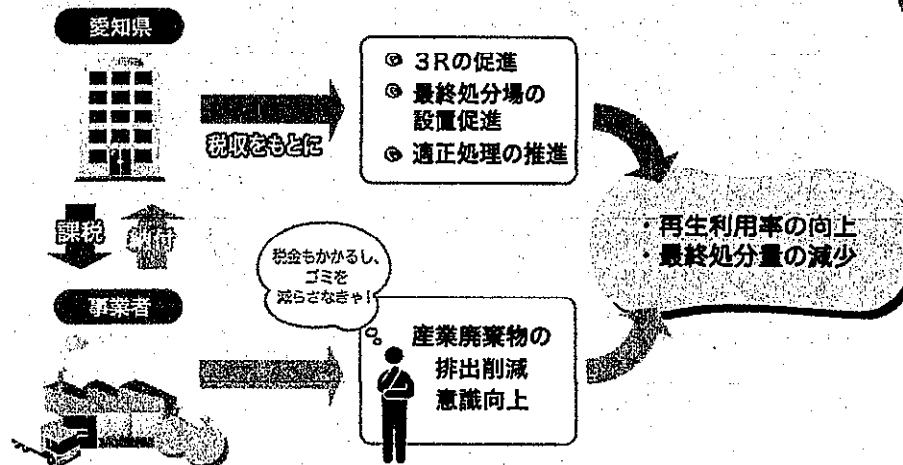 愛知県
税収をもとに
◎ 3Rの促進
◎ 最終処分場の
設置促進
◎ 適正処理の推進
課税
・再生利用率の向上
・最終処分量の減少
税金もかかるし、
ゴミを
減らさなきゃ!
事業者
産業廃棄物の
排出削減
意識向上